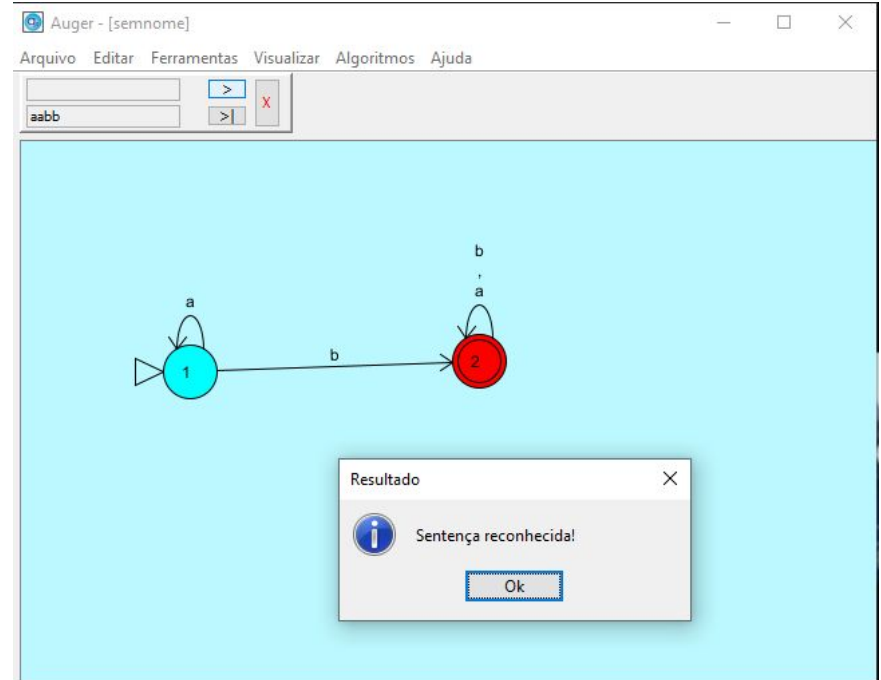 Auger - [semnome]
Arquivo Editar Ferramentas Visualizar Algoritmos Ajuda
>
X
aabb
>|
b
,
a
a
b
1
2
Resultado
Sentença reconhecida!
Ok